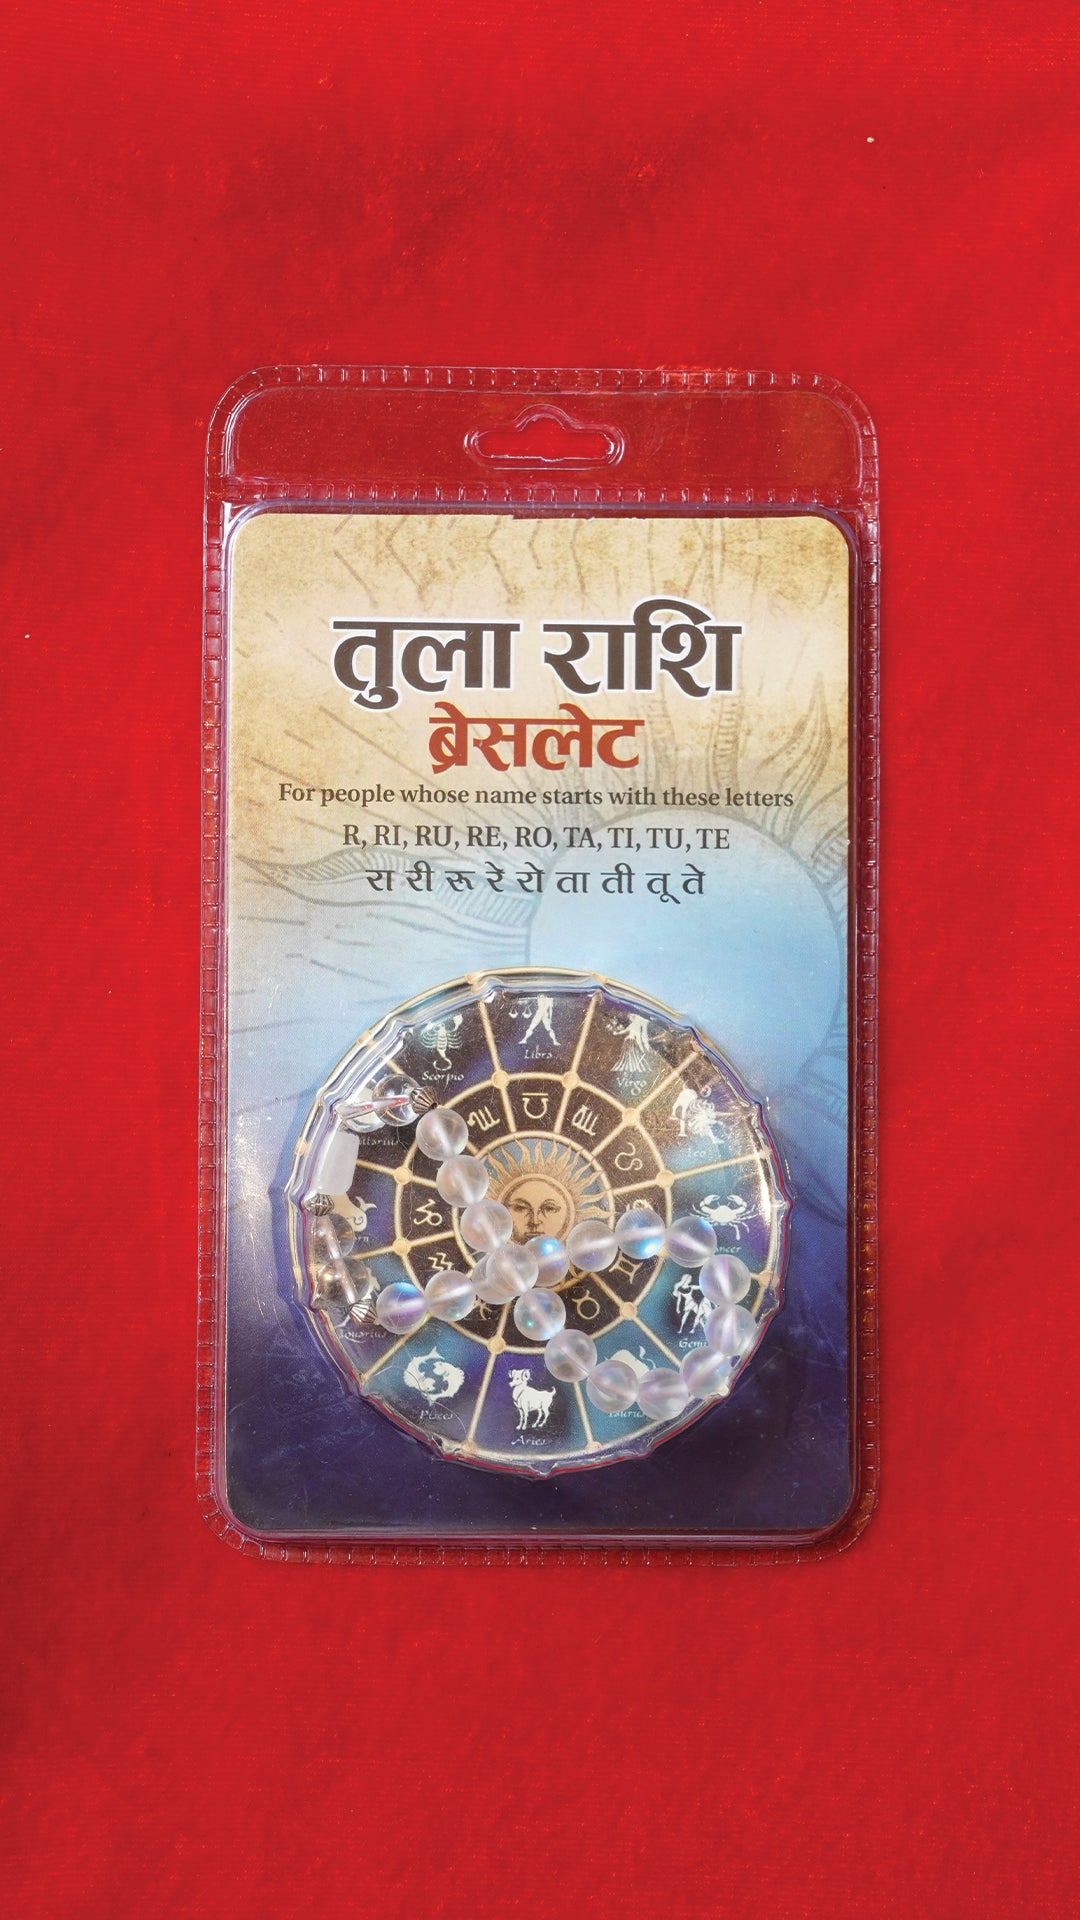 तुला राशि
ब्रेसलेट
For people whose name starts with these letters
R, RI, RU, RE, RO, TA, TI, TU, TE
रा री रू रे रो ता ती तू ते
Scorpio
Libra
Virgo
Leo
Pisces
Aries
Taurus